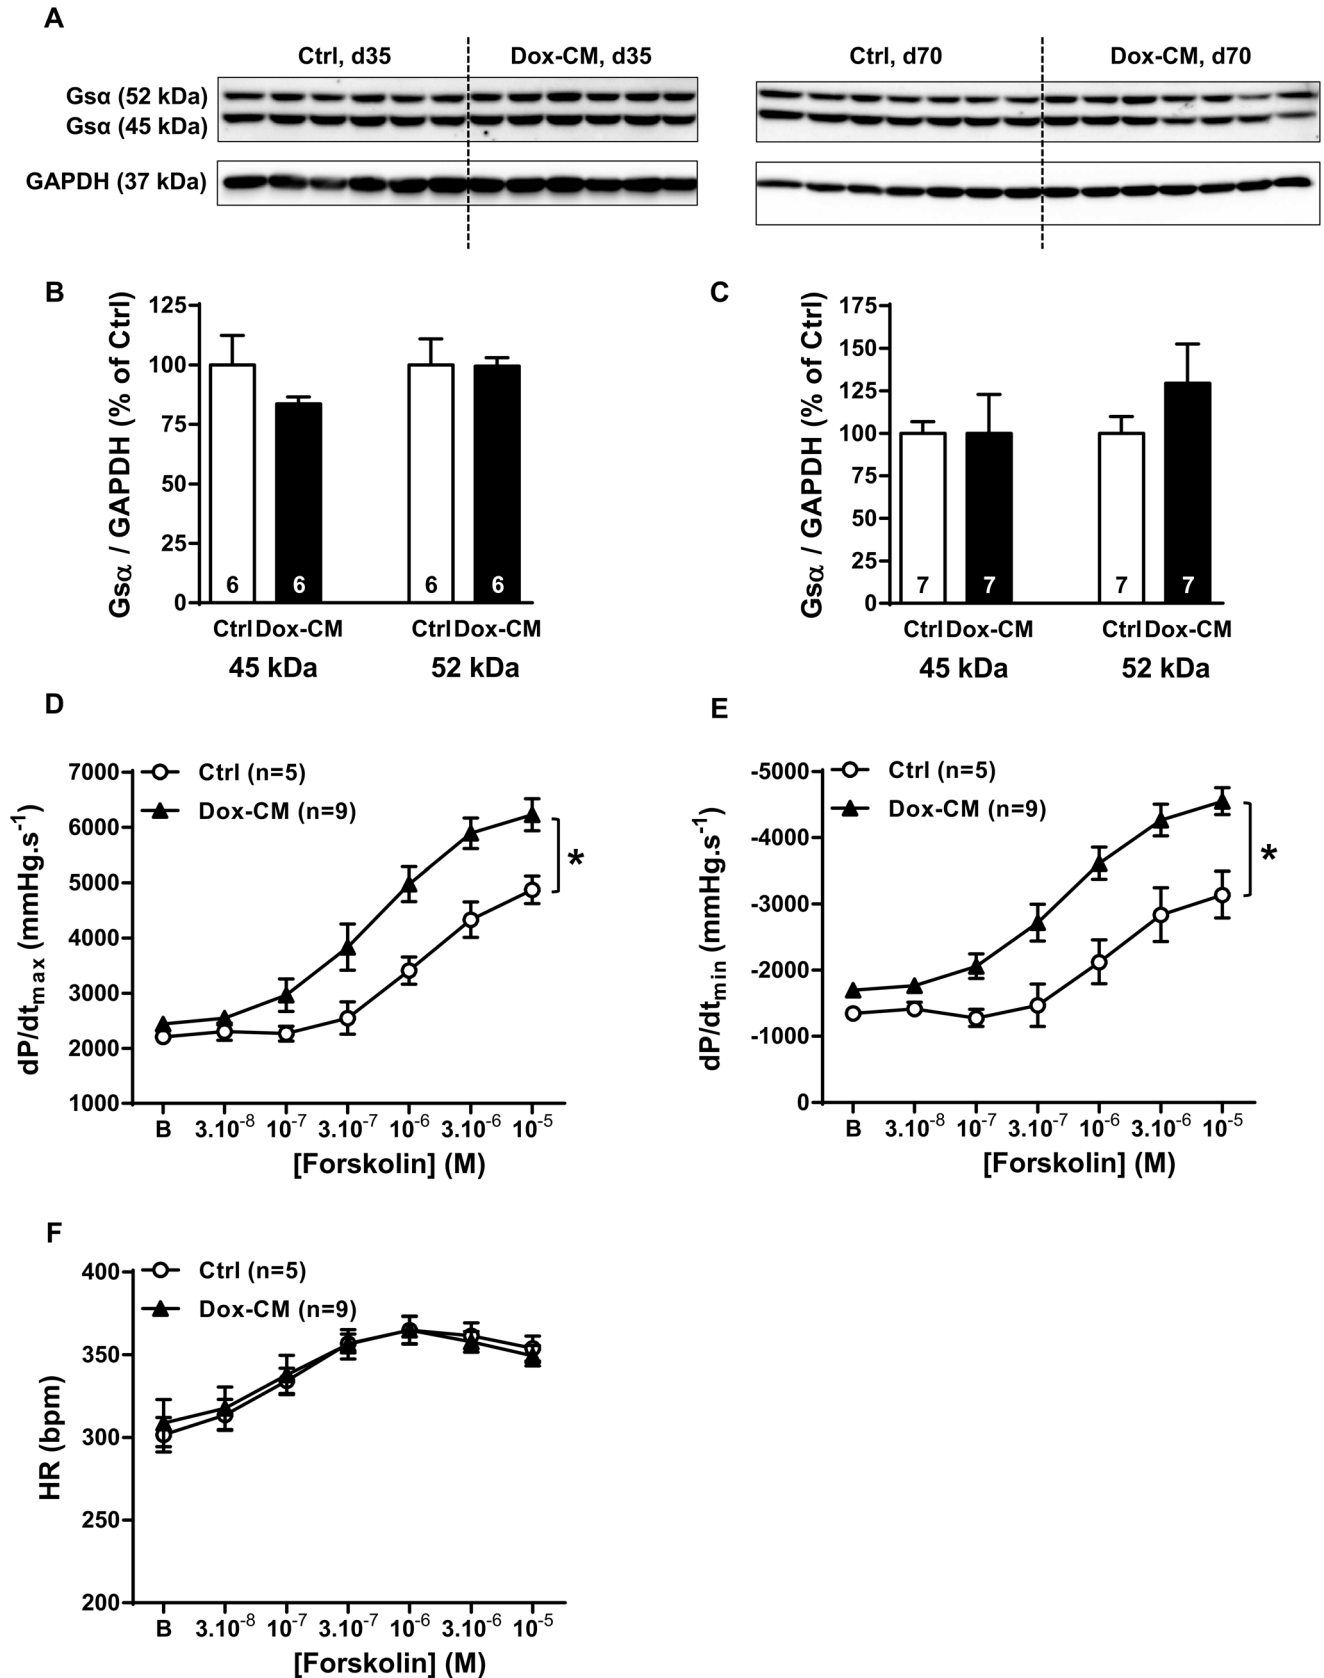 A
Ctrl, d35 Dox-CM, d35 Ctrl, d70 Dox-CM, d70
Gsα (52 kDa)
Gsα (45 kDa)
GAPDH (37 kDa)
B
Gsα / GAPDH (% of Ctrl)
125
100
75
50
25
0
6 6 6 6
Ctrl Dox-CM Ctrl Dox-CM
45 kDa 52 kDa
C
Gsα / GAPDH (% of Ctrl)
175
150
125
100
75
50
25
0
7 7 7 7
Ctrl Dox-CM Ctrl Dox-CM
45 kDa 52 kDa
D
dP/dtmax (mmHg.s⁻¹)
7000
6000
5000
4000
3000
2000
1000
Ctrl (n=5)
Dox-CM (n=9)
*
B 3.10⁻⁸ 10⁻⁷ 3.10⁻⁷ 10⁻⁶ 3.10⁻⁶ 10⁻⁵
[Forskolin] (M)
E
dP/dtmin (mmHg.s⁻¹)
-5000
-4000
-3000
-2000
-1000
0
Ctrl (n=5)
Dox-CM (n=9)
*
B 3.10⁻⁸ 10⁻⁷ 3.10⁻⁷ 10⁻⁶ 3.10⁻⁶ 10⁻⁵
[Forskolin] (M)
F
HR (bpm)
400
350
300
250
200
Ctrl (n=5)
Dox-CM (n=9)
B 3.10⁻⁸ 10⁻⁷ 3.10⁻⁷ 10⁻⁶ 3.10⁻⁶ 10⁻⁵
[Forskolin] (M)